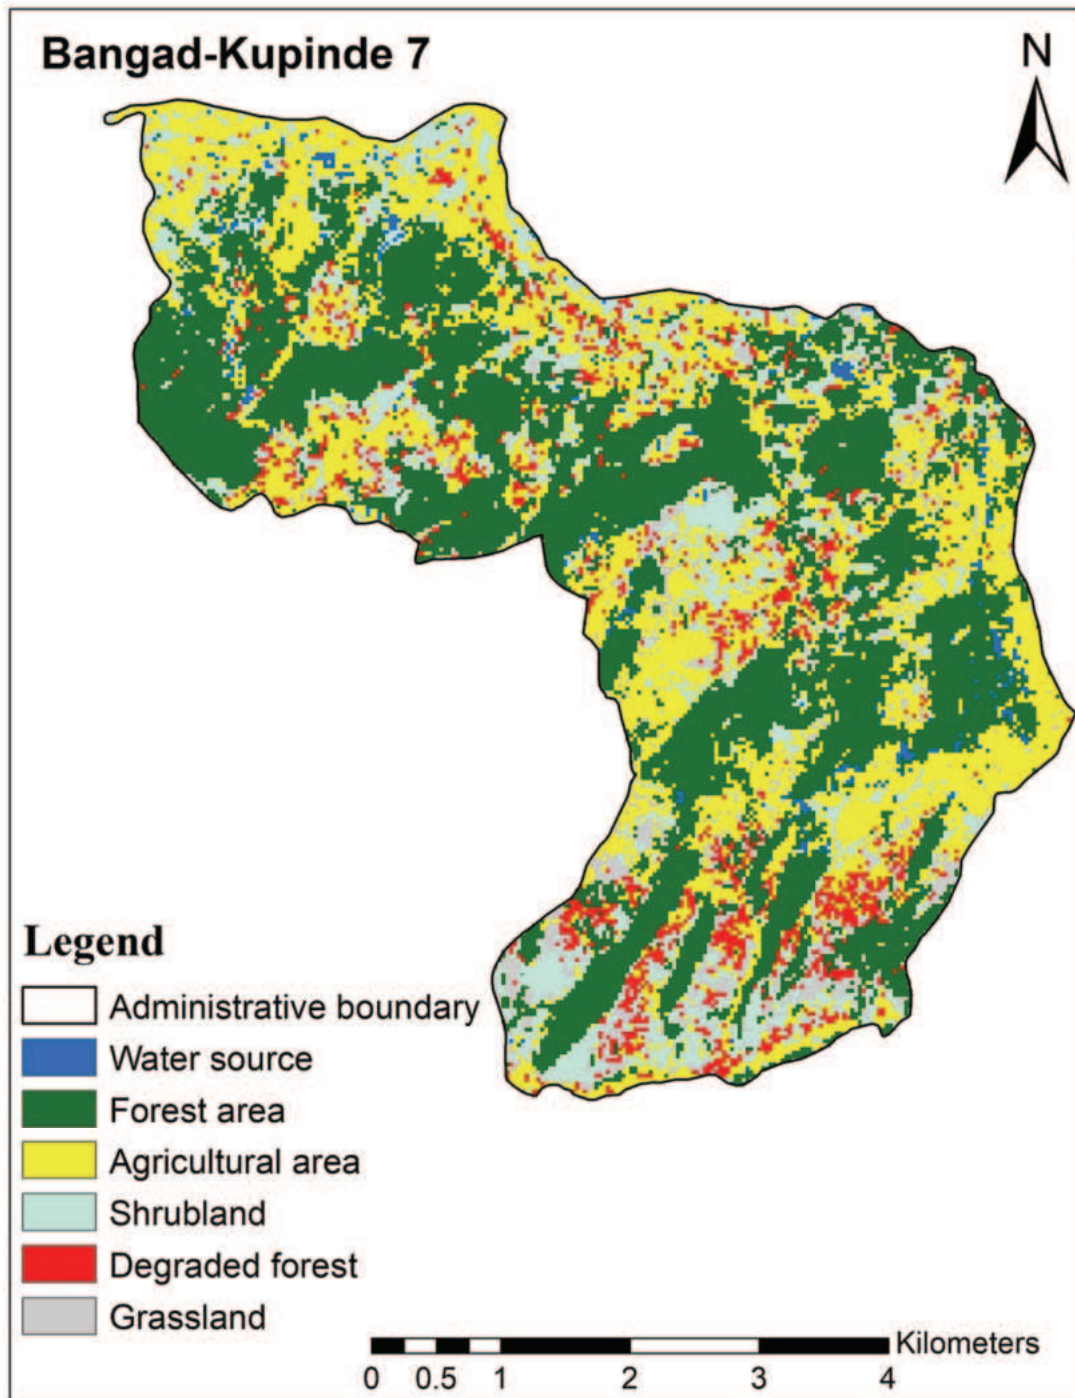 Bangad-Kupinde 7
N
Legend
Administrative boundary
Water source
Forest area
Agricultural area
Shrubland
Degraded forest
Grassland
Kilometers
0 0.5 1 2 3 4